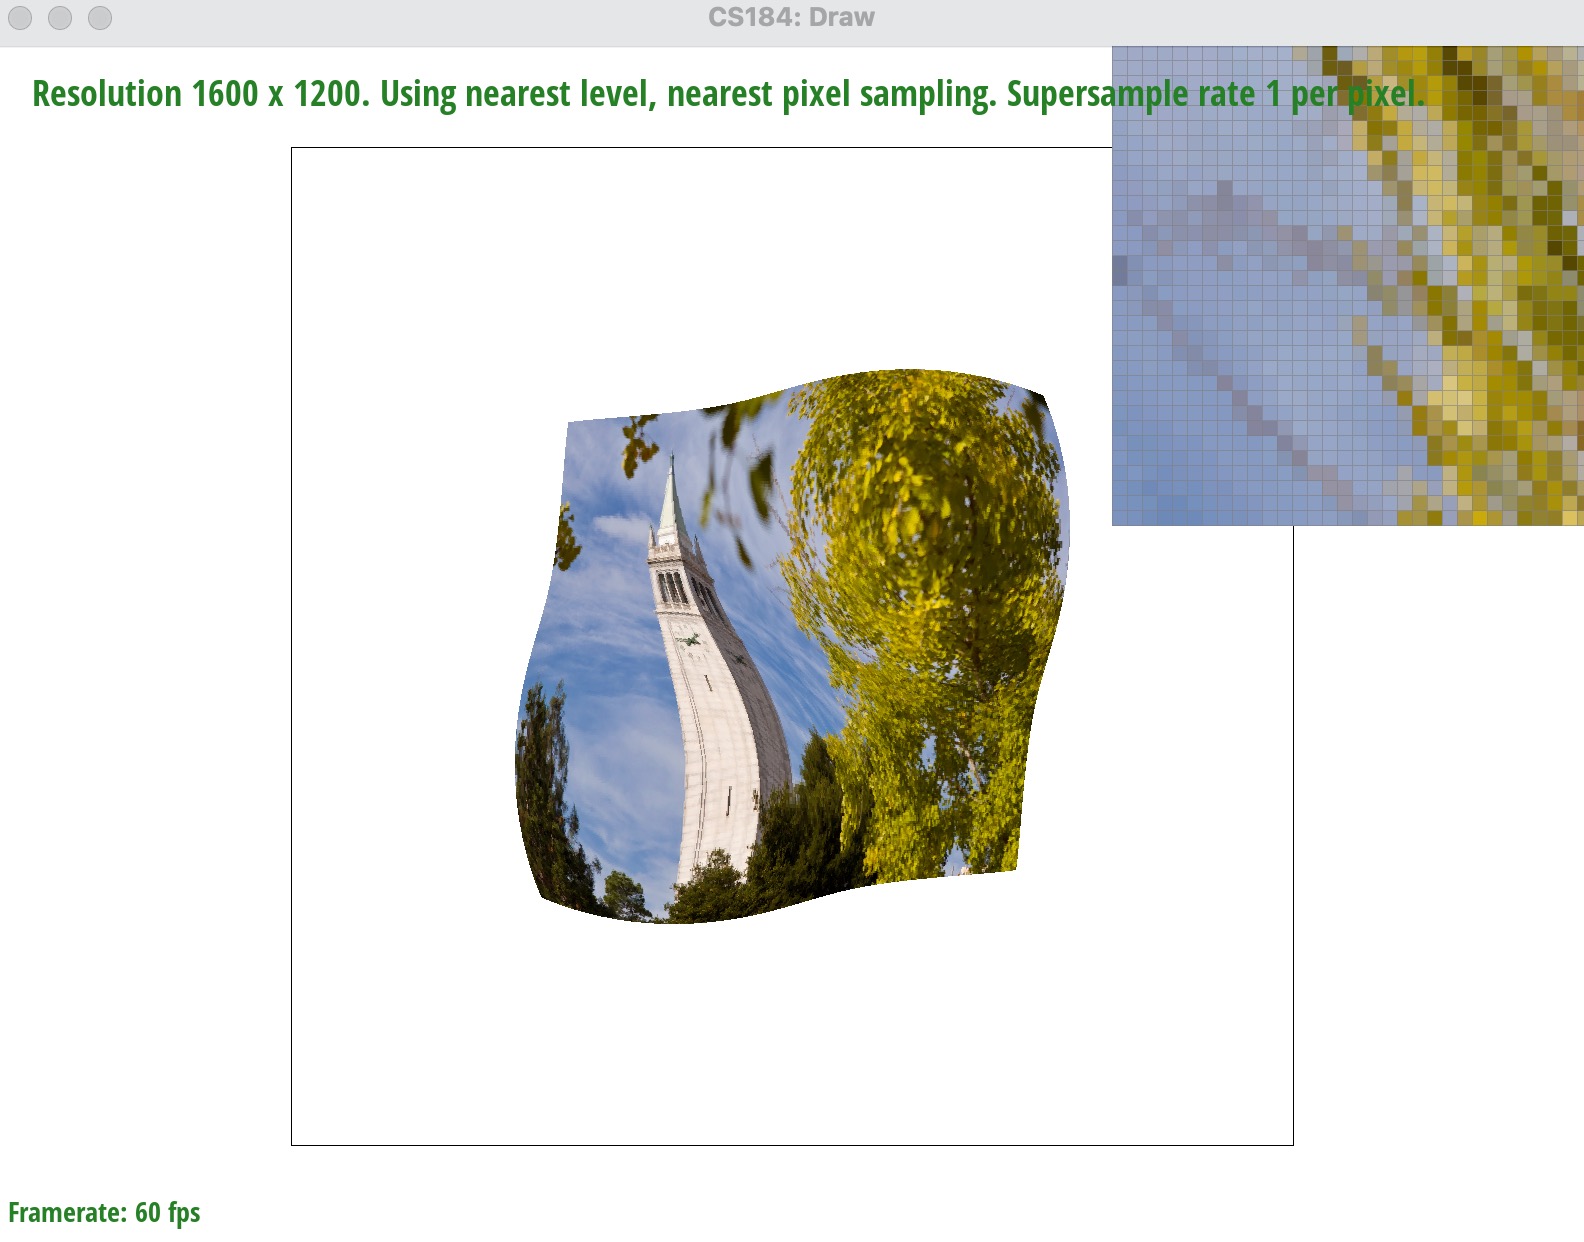 CS184: Draw
Resolution 1600 x 1200. Using nearest level, nearest pixel sampling. Supersample rate 1 per pixel.
Framerate: 60 fps